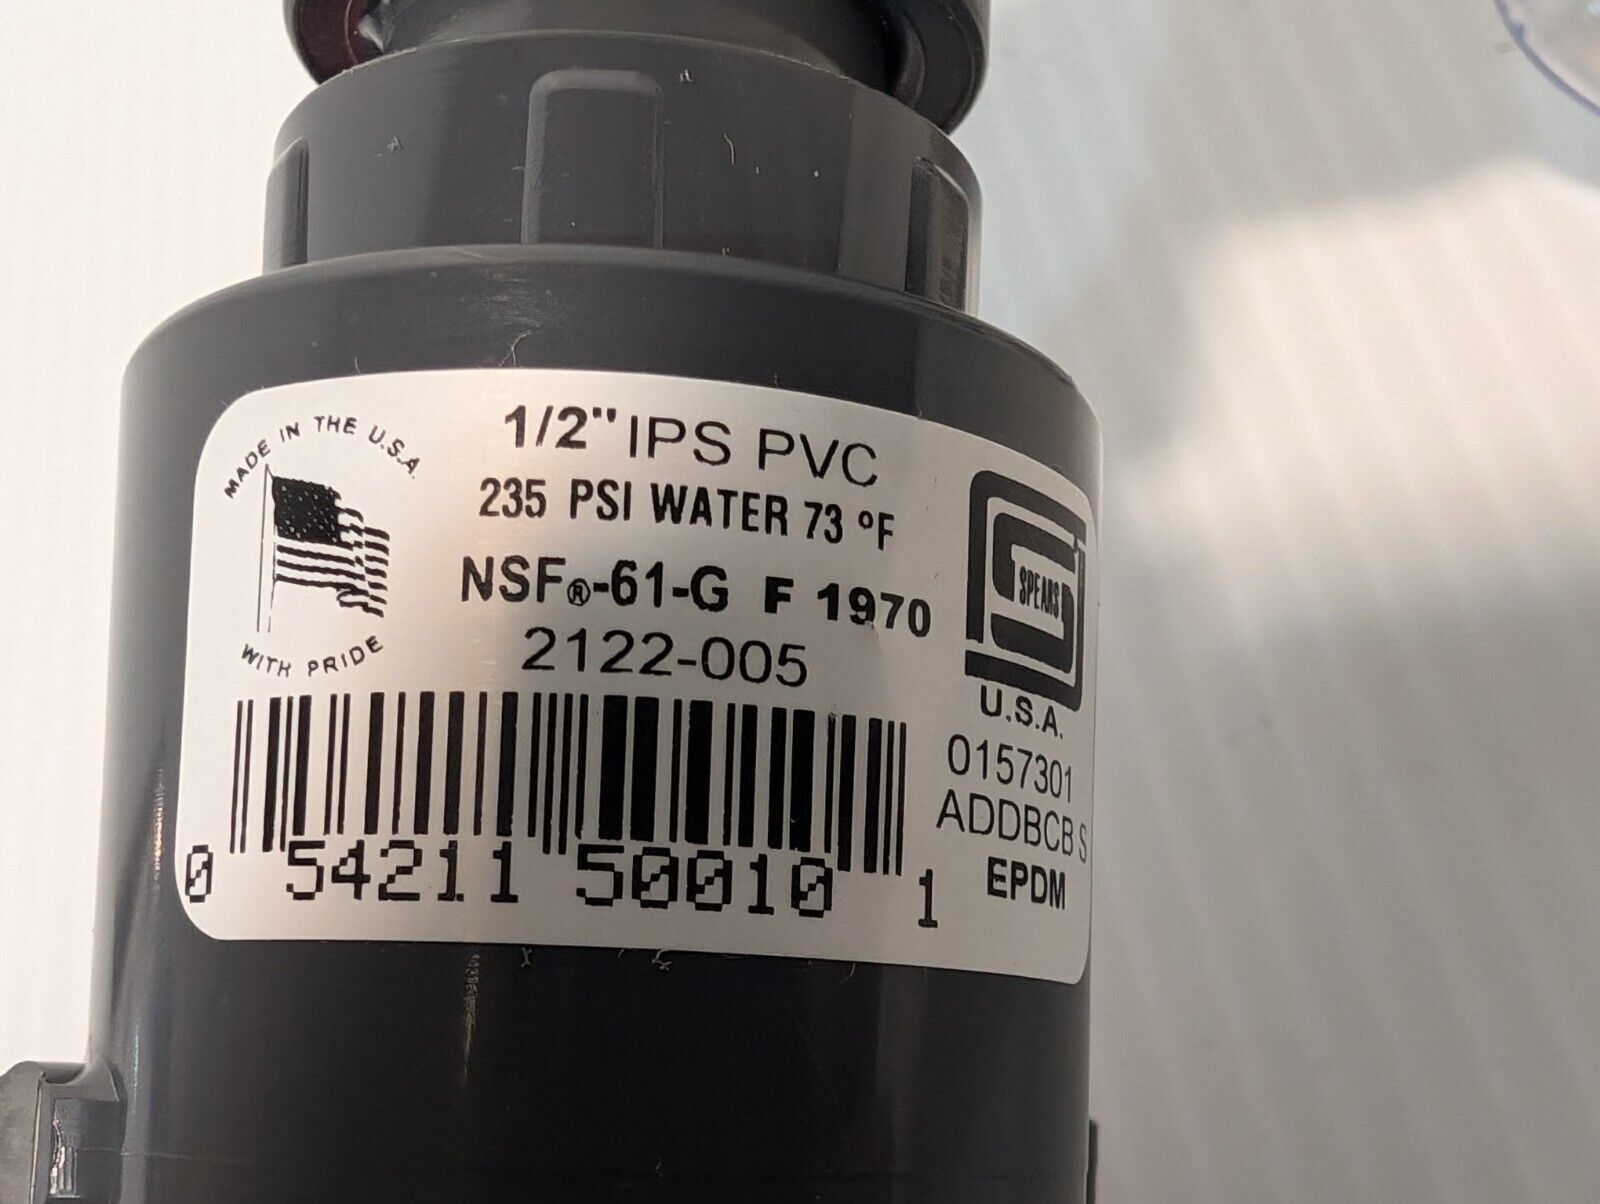 MADE IN THE U.S.A.
WITH PRIDE
1/2" IPS PVC
235 PSI WATER 73 °F
NSF®-61-G F 1970
2122-005
0 54211 50010 1
SPEARS
U.S.A.
0157301
ADDBCB S
EPDM